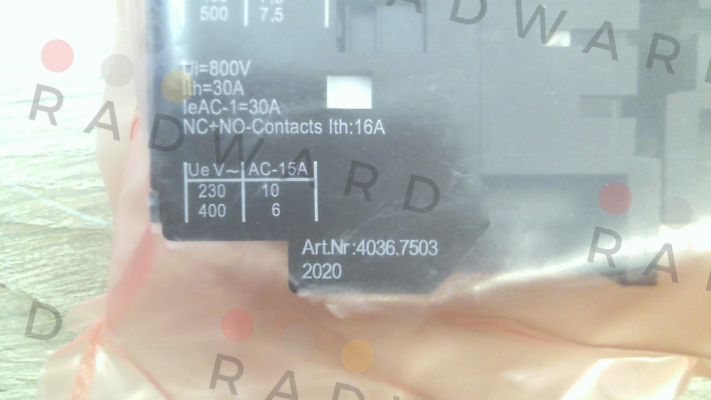 500 7,5
Ui=800V
Ith=30A
IeAC-1=30A
NC+NO-Contacts Ith:16A
Ue V~ AC-15A
230 10
400 6
Art.Nr:4036.7503
2020
RADWARD
RADWARD
RADWARD
RA
D
RADWARD